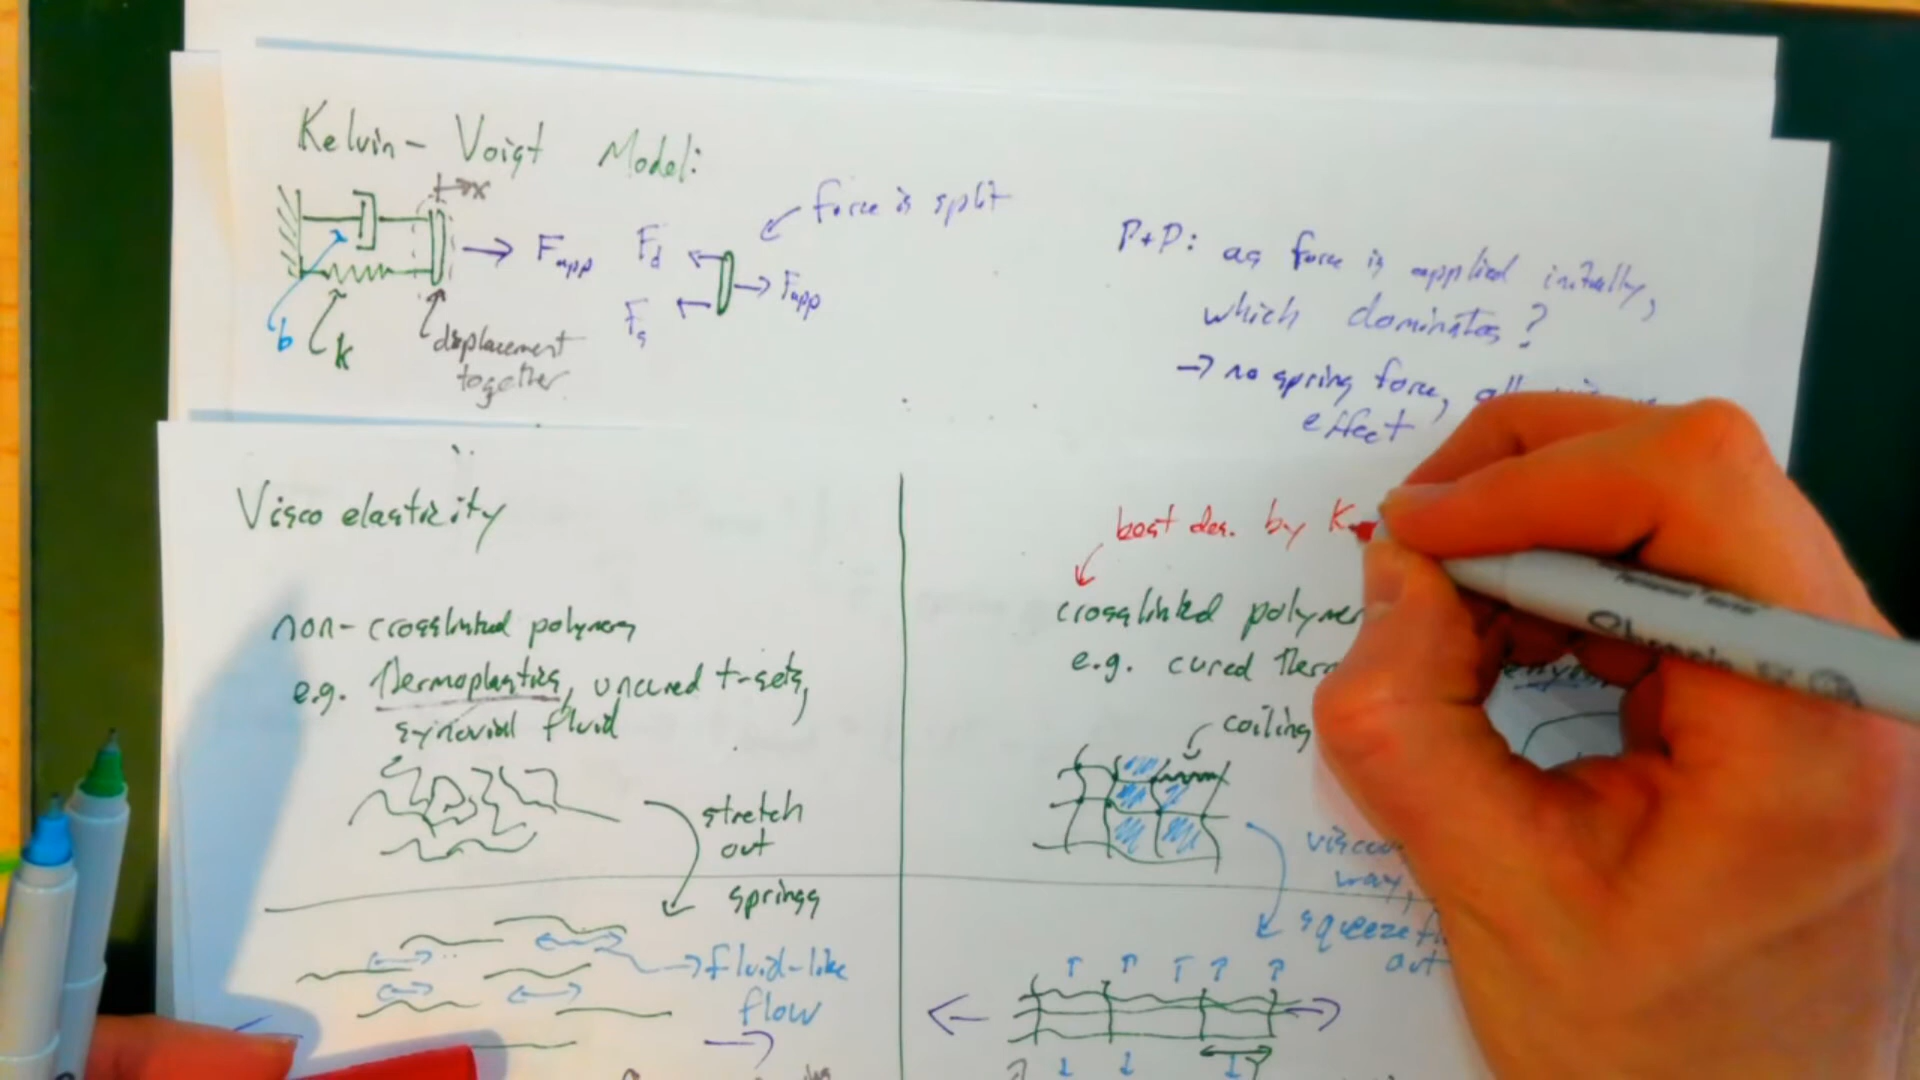 Kelvin- Voigt Model:
x
Fapp
Fd
Fs
Fapp
force is split
b
k
displacement
together
P+P: as force is applied initially,
which dominates?
→ no spring force,
effect
Visco elasticity
non-crosslinked polymers
e.g. thermoplastics, uncured t-sets,
synovial fluid
stretch
out
springs
fluid-like
flow
best des. by K
crosslinked polymer
e.g. cured
coiling
way,
squeeze
out